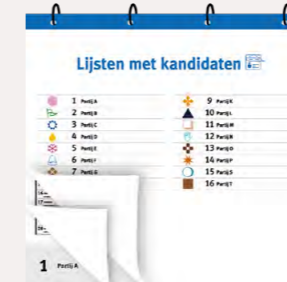 Lijsten met kandidaten
1 Partij A
2 Partij B
3 Partij C
4 Partij D
5 Partij E
6 Partij F
7 Partij G
9 Partij K
10 Partij L
11 Partij M
12 Partij N
13 Partij O
14 Partij P
15 Partij S
16 Partij T
1 Partij A